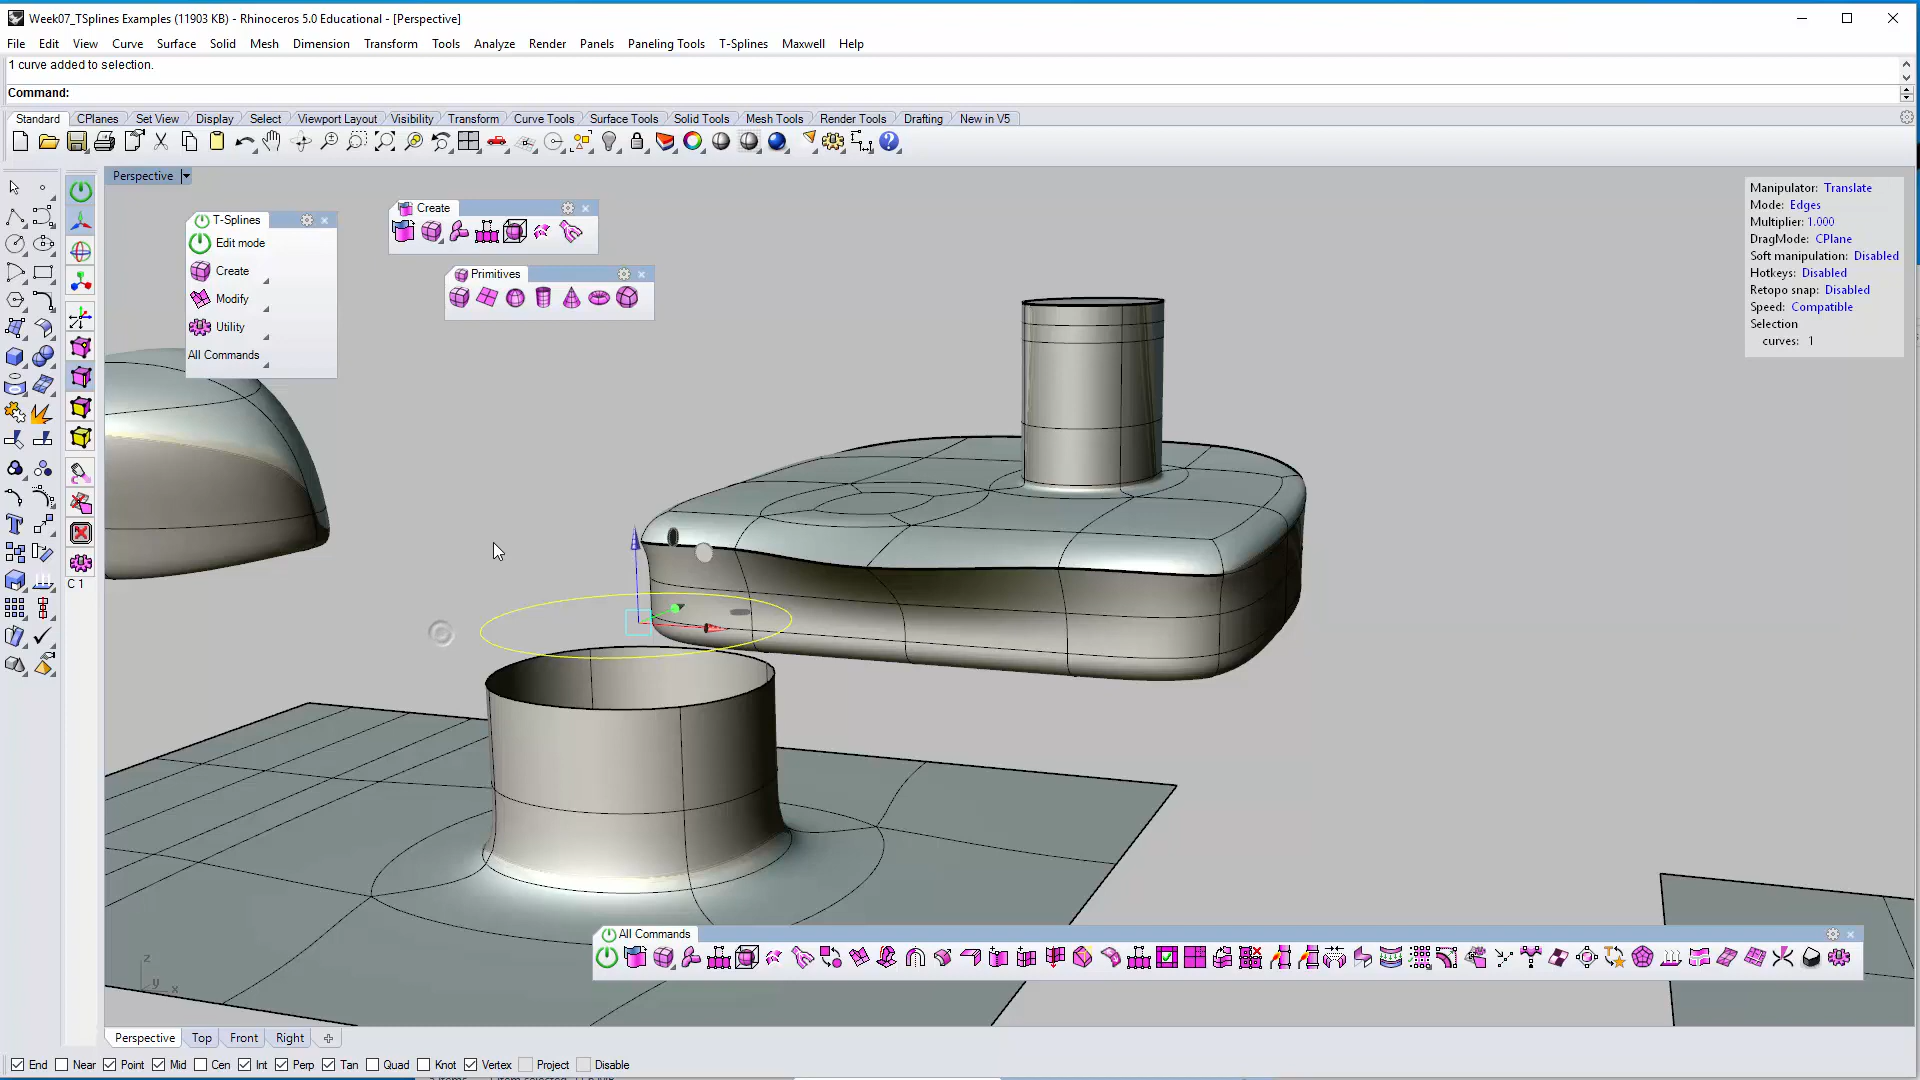 Week07_TSplines Examples (11903 KB) - Rhinoceros 5.0 Educational - [Perspective]
File Edit View Curve Surface Solid Mesh Dimension Transform Tools Analyze Render Panels Paneling Tools T-Splines Maxwell Help
1 curve added to selection.
Command:
Standard CPlanes Set View Display Select Viewport Layout Visibility Transform Curve Tools Surface Tools Solid Tools Mesh Tools Render Tools Drafting New in V5
Perspective
T-Splines
Edit mode
Create
Modify
Utility
All Commands
Create
Primitives
Manipulator: Translate
Mode: Edges
Multiplier: 1.000
DragMode: CPlane
Soft manipulation: Disabled
Hotkeys: Disabled
Retopo snap: Disabled
Speed: Compatible
Selection
curves: 1
C 1
All Commands
z
y
x
Perspective Top Front Right
End Near Point Mid Cen Int Perp Tan Quad Knot Vertex Project Disable